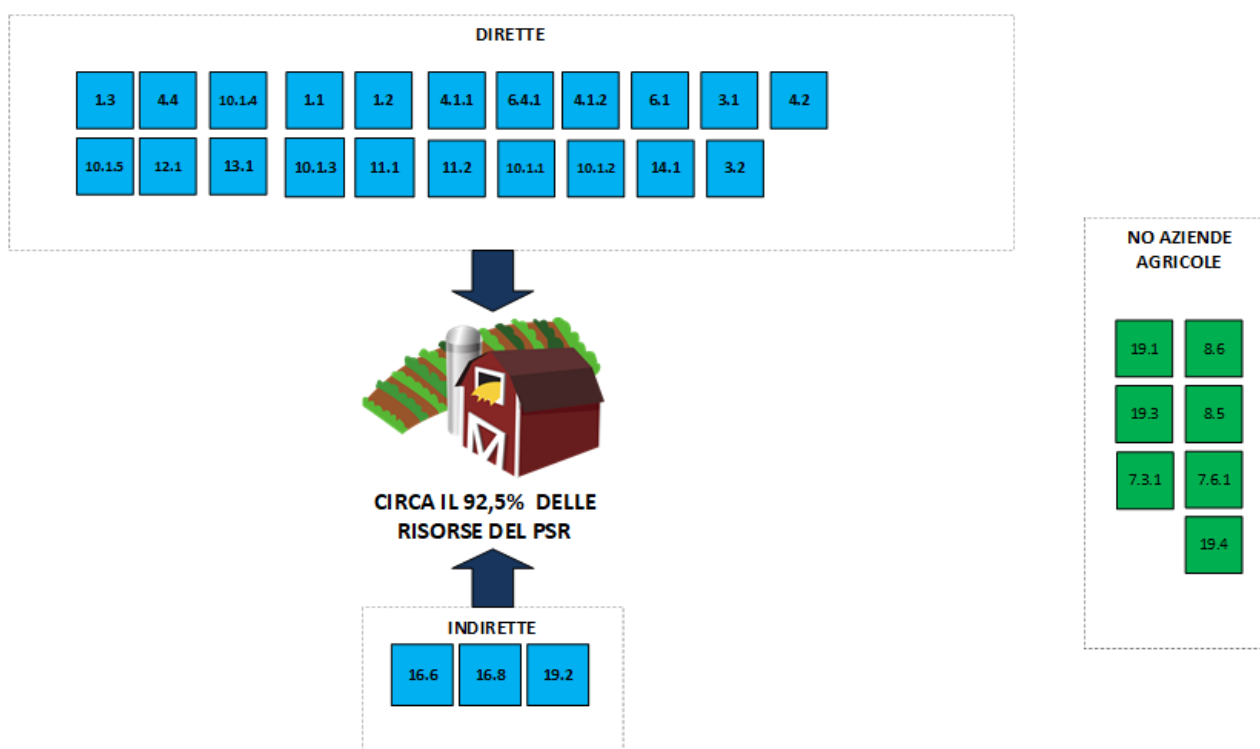 DIRETTE
1.3 4.4 10.1.4 1.1 1.2 4.1.1 6.4.1 4.1.2 6.1 3.1 4.2
10.1.5 12.1 13.1 10.1.3 11.1 11.2 10.1.1 10.1.2 14.1 3.2
CIRCA IL 92,5% DELLE
RISORSE DEL PSR
INDIRETTE
16.6 16.8 19.2
NO AZIENDE
AGRICOLE
19.1 8.6
19.3 8.5
7.3.1 7.6.1
19.4